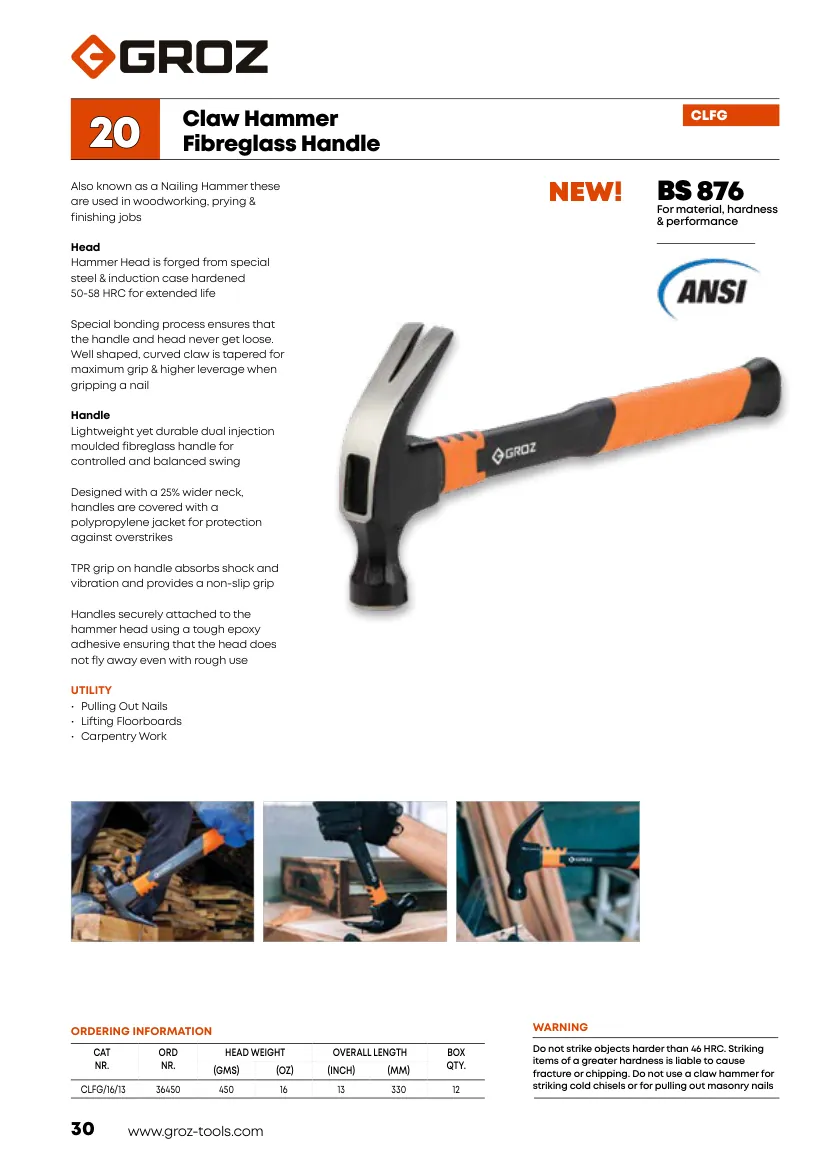 GROZ
20
Claw Hammer
Fibreglass Handle
CLFG
Also known as a Nailing Hammer these
are used in woodworking, prying &
finishing jobs
Head
Hammer Head is forged from special
steel & induction case hardened
50-58 HRC for extended life
Special bonding process ensures that
the handle and head never get loose.
Well shaped, curved claw is tapered for
maximum grip & higher leverage when
gripping a nail
Handle
Lightweight yet durable dual injection
moulded fibreglass handle for
controlled and balanced swing
Designed with a 25% wider neck,
handles are covered with a
polypropylene jacket for protection
against overstrikes
TPR grip on handle absorbs shock and
vibration and provides a non-slip grip
Handles securely attached to the
hammer head using a tough epoxy
adhesive ensuring that the head does
not fly away even with rough use
UTILITY
• Pulling Out Nails
• Lifting Floorboards
• Carpentry Work
NEW!
BS 876
For material, hardness
& performance
ANSI
GROZ
GROZ
ORDERING INFORMATION
CAT NR. ORD NR. HEAD WEIGHT OVERALL LENGTH BOX QTY.
(GMS) (OZ) (INCH) (MM)
CLFG/16/13 36450 450 16 13 330 12
WARNING
Do not strike objects harder than 46 HRC. Striking
items of a greater hardness is liable to cause
fracture or chipping. Do not use a claw hammer for
striking cold chisels or for pulling out masonry nails
30
www.groz-tools.com